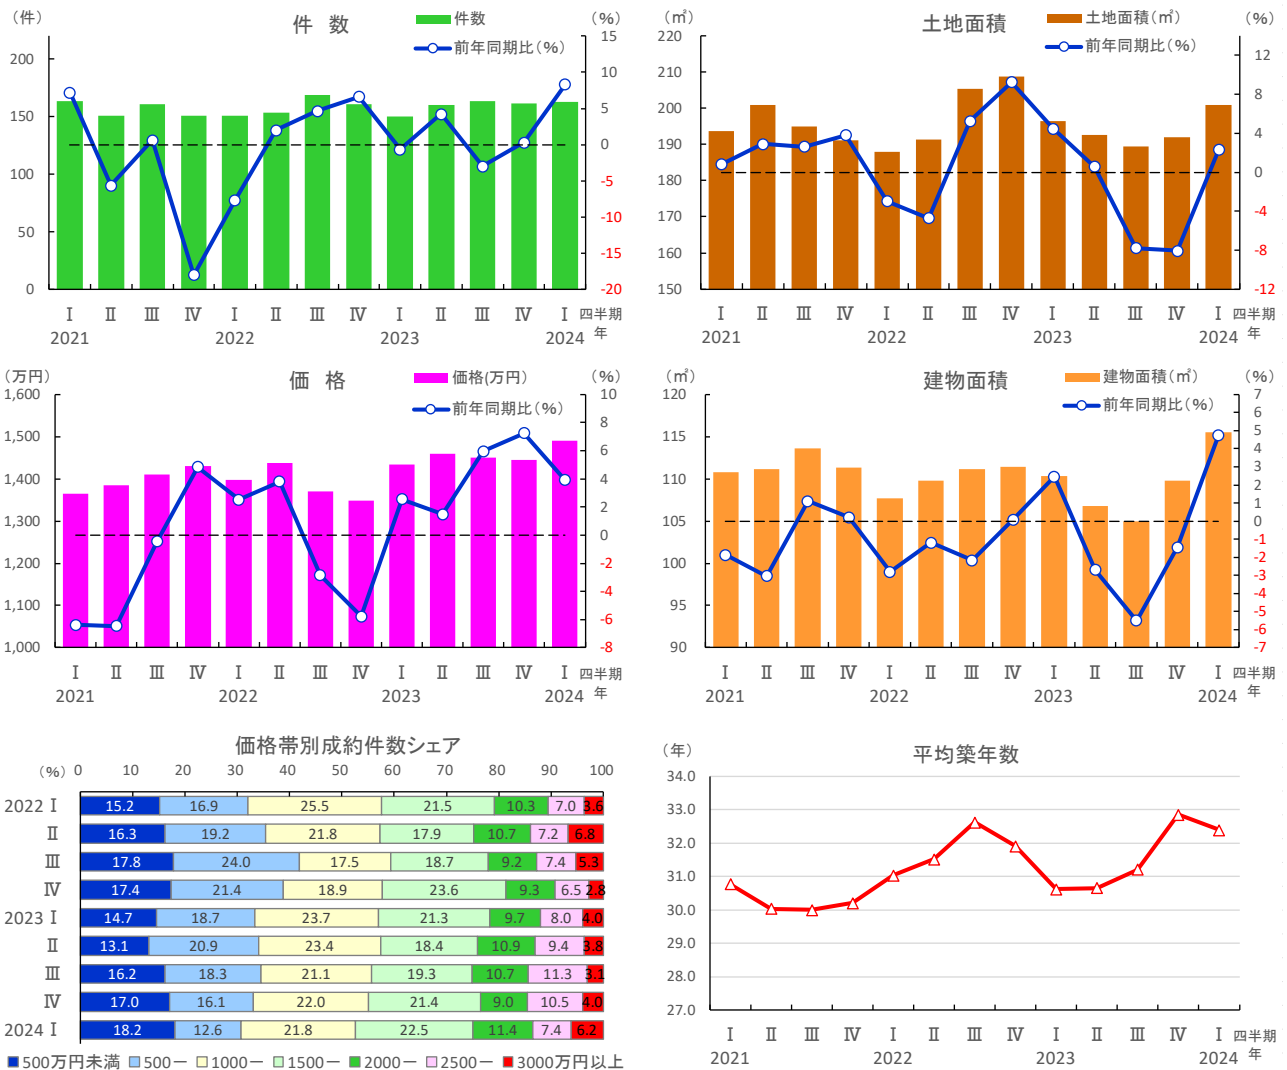 件 数
(件)
(％)
件数
前年同期比(％)
200
150
100
50
0
15
10
5
0
-5
-10
-15
-20
Ⅰ Ⅱ Ⅲ Ⅳ Ⅰ Ⅱ Ⅲ Ⅳ Ⅰ Ⅱ Ⅲ Ⅳ Ⅰ 四半期
2021 2022 2023 2024 年
土地面積
(㎡)
(％)
土地面積(㎡)
前年同期比(％)
220
210
200
190
180
170
160
150
12
8
4
0
-4
-8
-12
Ⅰ Ⅱ Ⅲ Ⅳ Ⅰ Ⅱ Ⅲ Ⅳ Ⅰ Ⅱ Ⅲ Ⅳ Ⅰ 四半期
2021 2022 2023 2024 年
価 格
(万円)
(％)
価格(万円)
前年同期比(％)
1,600
1,500
1,400
1,300
1,200
1,100
1,000
10
8
6
4
2
0
-2
-4
-6
-8
Ⅰ Ⅱ Ⅲ Ⅳ Ⅰ Ⅱ Ⅲ Ⅳ Ⅰ Ⅱ Ⅲ Ⅳ Ⅰ 四半期
2021 2022 2023 2024 年
建物面積
(㎡)
(％)
建物面積(㎡)
前年同期比(％)
120
115
110
105
100
95
90
7
6
5
4
3
2
1
0
-1
-2
-3
-4
-5
-6
-7
Ⅰ Ⅱ Ⅲ Ⅳ Ⅰ Ⅱ Ⅲ Ⅳ Ⅰ Ⅱ Ⅲ Ⅳ Ⅰ 四半期
2021 2022 2023 2024 年
価格帯別成約件数シェア
(％) 0 10 20 30 40 50 60 70 80 90 100
2022 Ⅰ 15.2 16.9 25.5 21.5 10.3 7.0 3.6
Ⅱ 16.3 19.2 21.8 17.9 10.7 7.2 6.8
Ⅲ 17.8 24.0 17.5 18.7 9.2 7.4 5.3
Ⅳ 17.4 21.4 18.9 23.6 9.3 6.5 2.8
2023 Ⅰ 14.7 18.7 23.7 21.3 9.7 8.0 4.0
Ⅱ 13.1 20.9 23.4 18.4 10.9 9.4 3.8
Ⅲ 16.2 18.3 21.1 19.3 10.7 11.3 3.1
Ⅳ 17.0 16.1 22.0 21.4 9.0 10.5 4.0
2024 Ⅰ 18.2 12.6 21.8 22.5 11.4 7.4 6.2
500万円未満 500ー 1000ー 1500ー 2000ー 2500ー 3000万円以上
平均築年数
(年)
34.0
33.0
32.0
31.0
30.0
29.0
28.0
27.0
Ⅰ Ⅱ Ⅲ Ⅳ Ⅰ Ⅱ Ⅲ Ⅳ Ⅰ Ⅱ Ⅲ Ⅳ Ⅰ 四半期
2021 2022 2023 2024 年